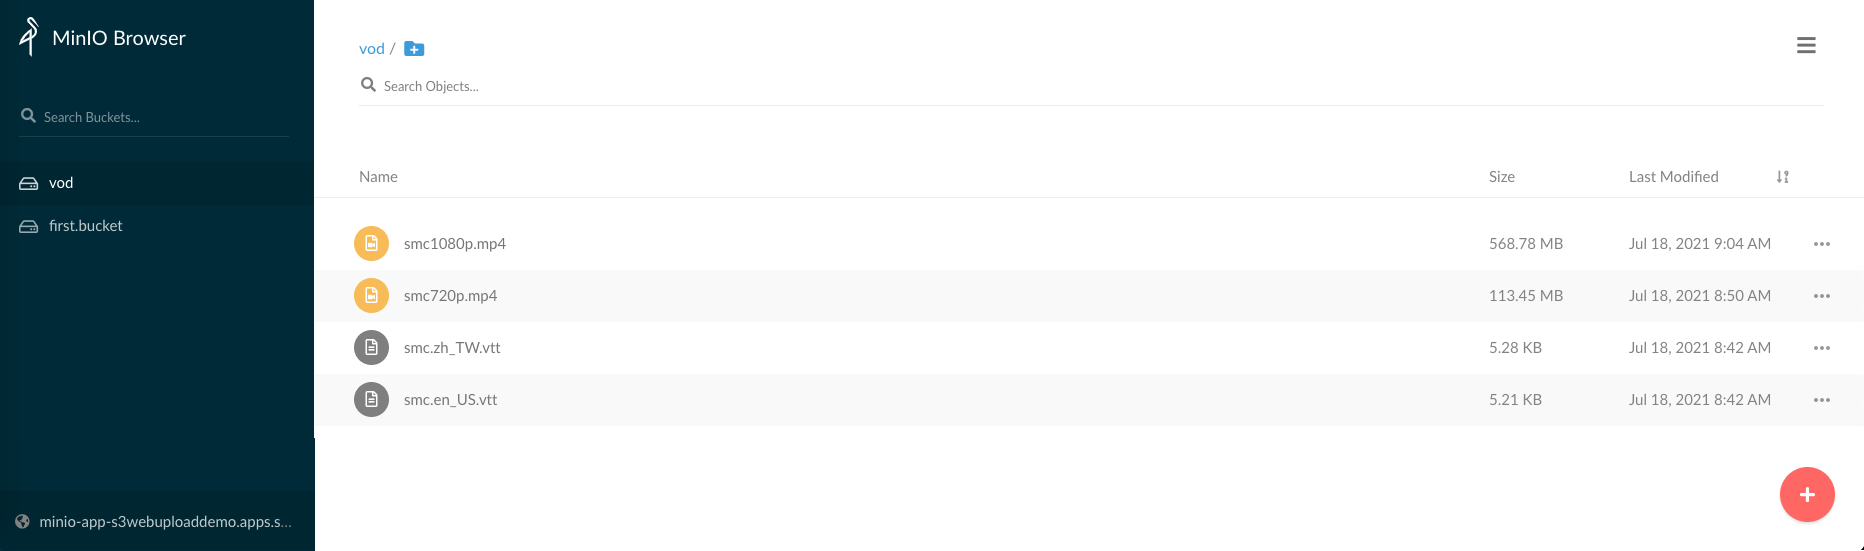 MinIO Browser
Search Buckets...
vod
first.bucket
minio-app-s3webuploaddemo.apps.s...
vod /
Search Objects...
Name Size Last Modified
smc1080p.mp4 568.78 MB Jul 18, 2021 9:04 AM
smc720p.mp4 113.45 MB Jul 18, 2021 8:50 AM
smc.zh_TW.vtt 5.28 KB Jul 18, 2021 8:42 AM
smc.en_US.vtt 5.21 KB Jul 18, 2021 8:42 AM